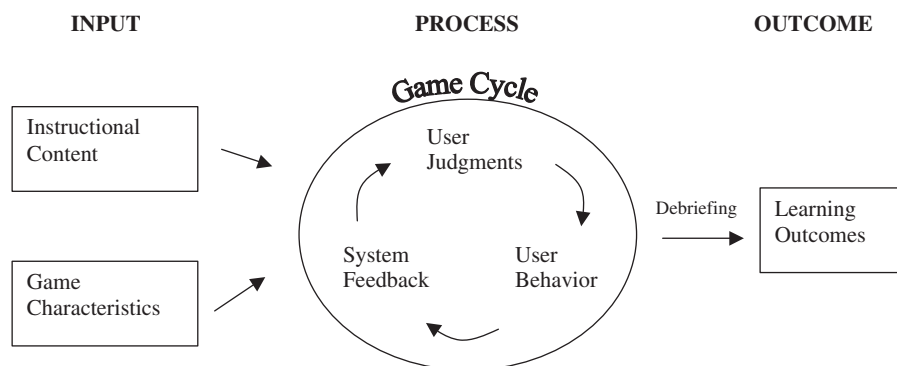 INPUT
PROCESS
OUTCOME
Game Cycle
Instructional
Content
User
Judgments
Debriefing
Learning
Outcomes
System
Feedback
User
Behavior
Game
Characteristics